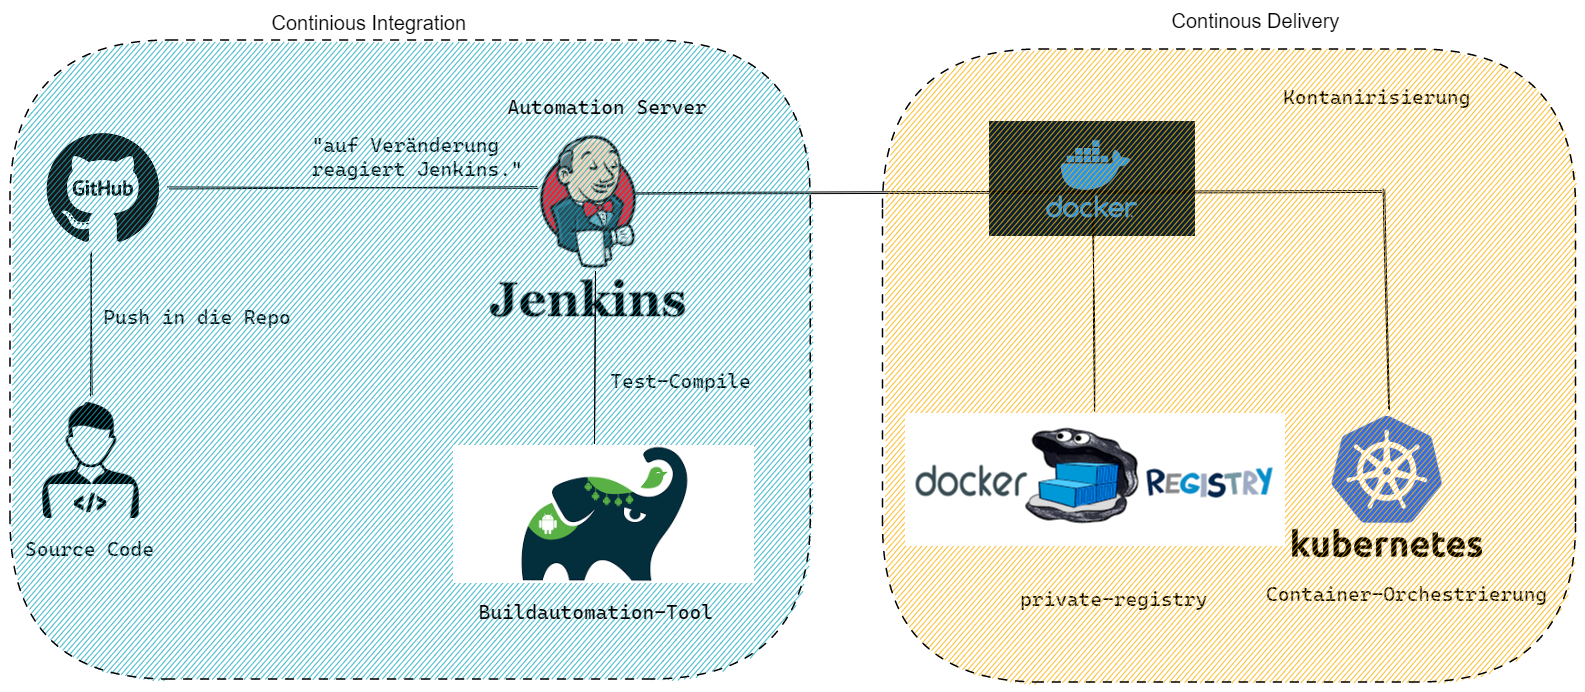 Continious Integration
Continous Delivery
Automation Server
Kontanirisierung
"auf Veränderung
reagiert Jenkins."
GitHub
docker
Jenkins
Push in die Repo
Test-Compile
</>
docker REGISTRY
kubernetes
Source Code
Buildautomation-Tool
private-registry
Container-Orchestrierung